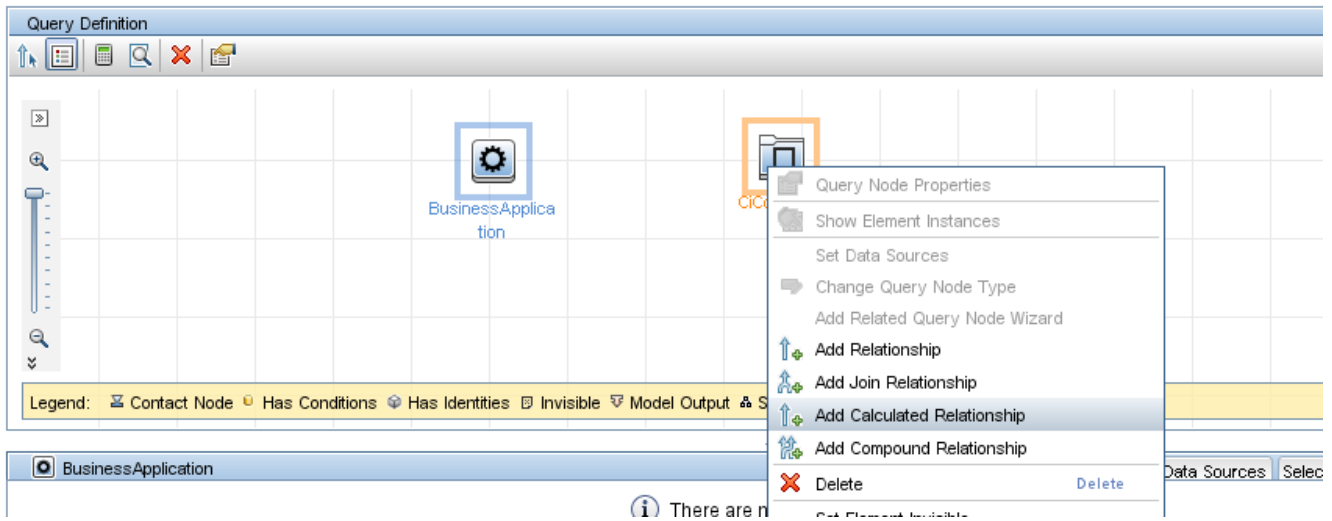 Query Definition
BusinessApplica
tion
Query Node Properties
Show Element Instances
Set Data Sources
Change Query Node Type
Add Related Query Node Wizard
Add Relationship
Add Join Relationship
Add Calculated Relationship
Add Compound Relationship
Delete Delete
Legend: Contact Node Has Conditions Has Identities Invisible Model Output
BusinessApplication
Data Sources
There are